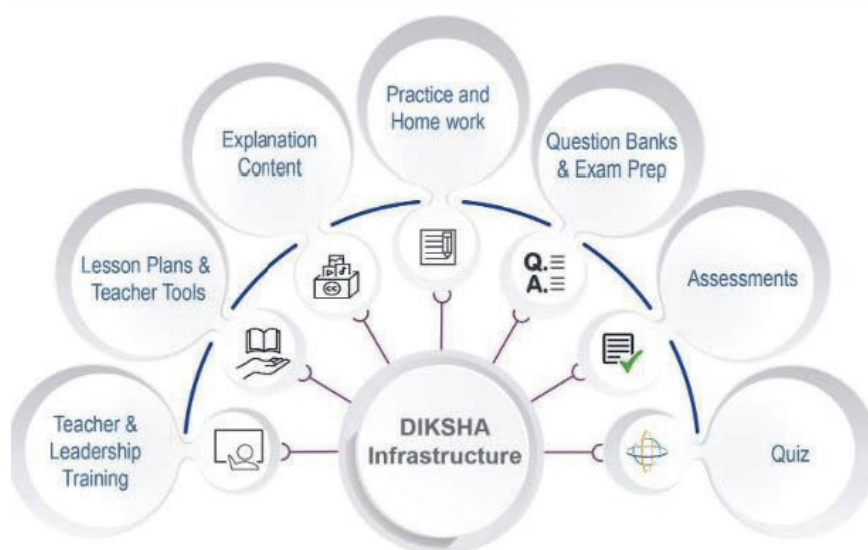 Practice and
Home work
Explanation
Content
Question Banks
& Exam Prep
Lesson Plans &
Teacher Tools
Assessments
Teacher &
Leadership
Training
Quiz
CC
Q.
A.
DIKSHA
Infrastructure